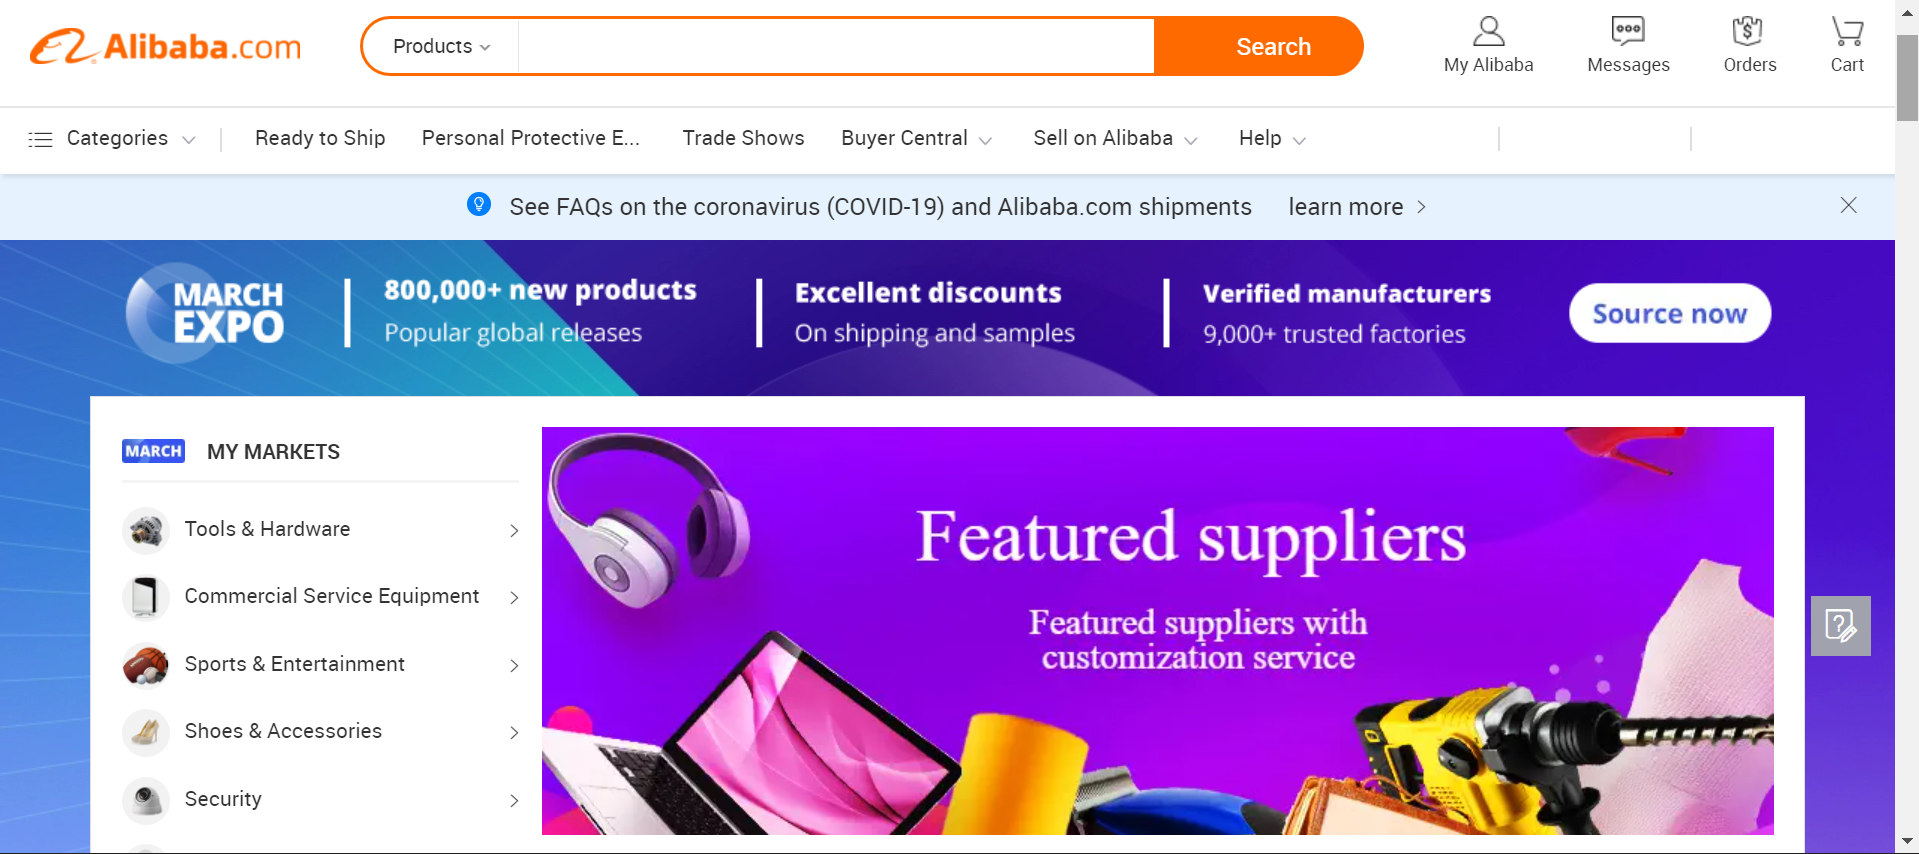 Alibaba.com
Products
Search
My Alibaba
Messages
Orders
Cart
Categories
Ready to Ship
Personal Protective E...
Trade Shows
Buyer Central
Sell on Alibaba
Help
See FAQs on the coronavirus (COVID-19) and Alibaba.com shipments
learn more
MARCH
EXPO
800,000+ new products
Popular global releases
Excellent discounts
On shipping and samples
Verified manufacturers
9,000+ trusted factories
Source now
MARCH
MY MARKETS
Tools & Hardware
Commercial Service Equipment
Sports & Entertainment
Shoes & Accessories
Security
Featured suppliers
Featured suppliers with
customization service